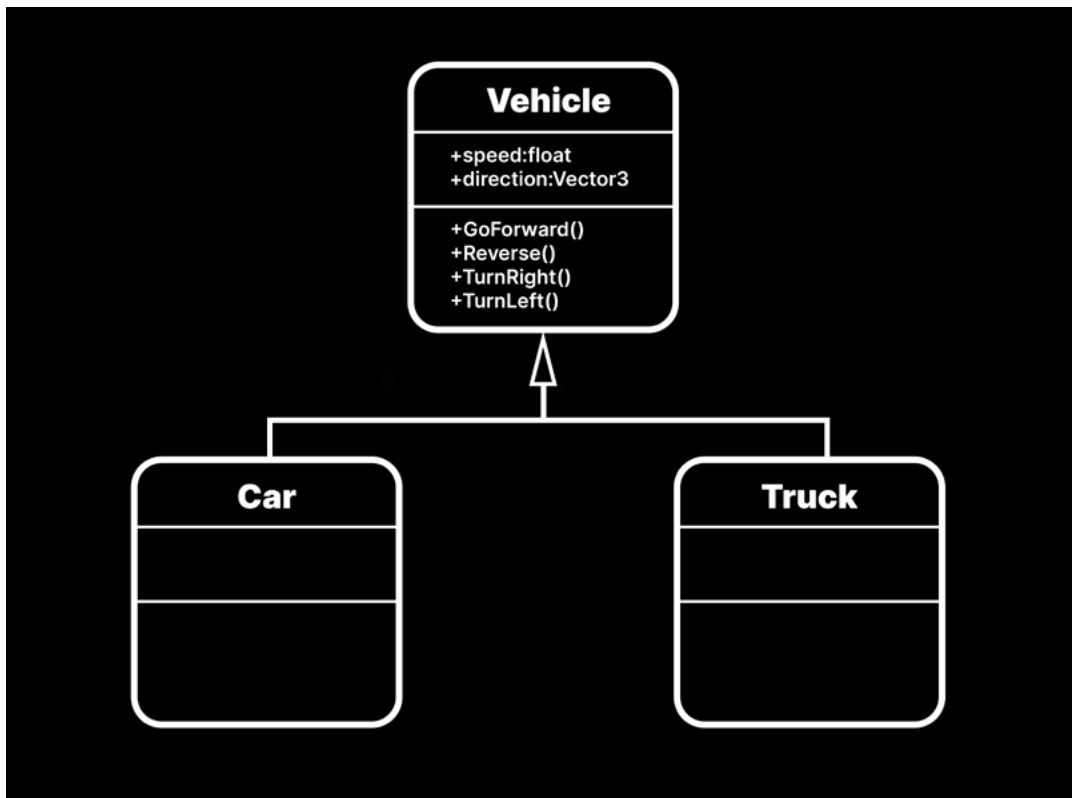 Vehicle
+speed:float
+direction:Vector3
+GoForward()
+Reverse()
+TurnRight()
+TurnLeft()
Car
Truck